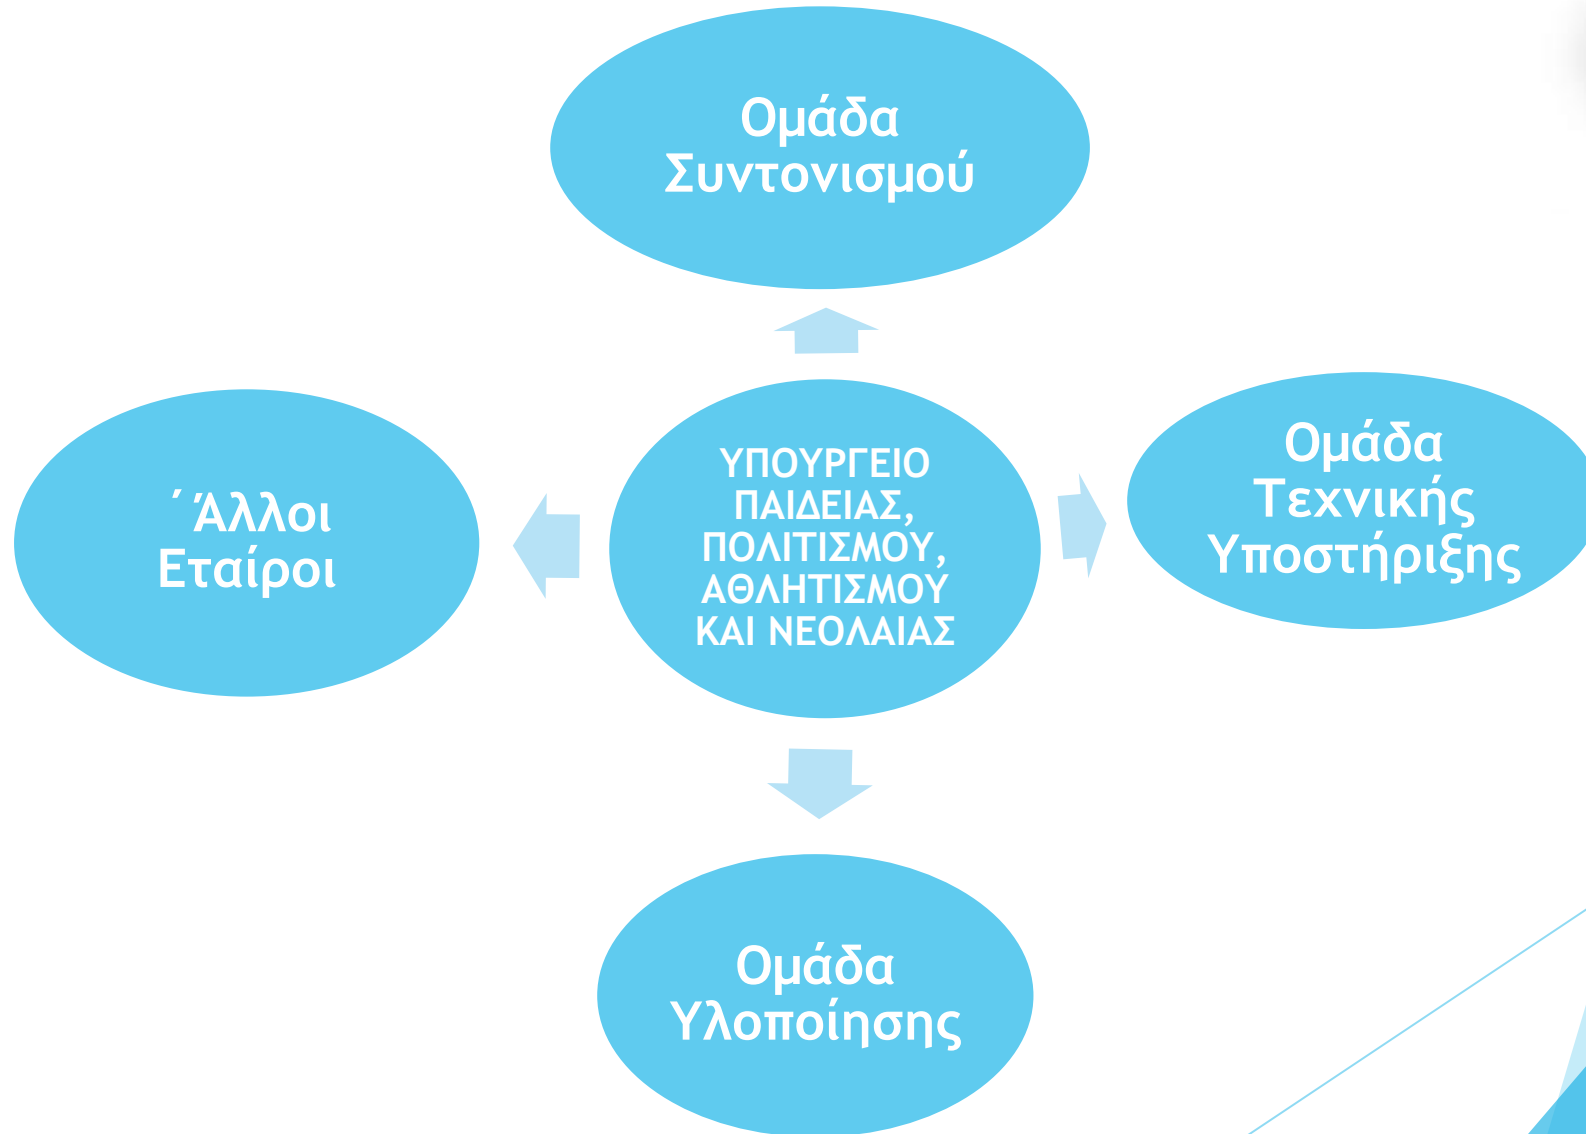 Ομάδα
Συντονισμού
΄Άλλοι
Εταίροι
ΥΠΟΥΡΓΕΙΟ
ΠΑΙΔΕΙΑΣ,
ΠΟΛΙΤΙΣΜΟΥ,
ΑΘΛΗΤΙΣΜΟΥ
ΚΑΙ ΝΕΟΛΑΙΑΣ
Ομάδα
Τεχνικής
Υποστήριξης
Ομάδα
Υλοποίησης